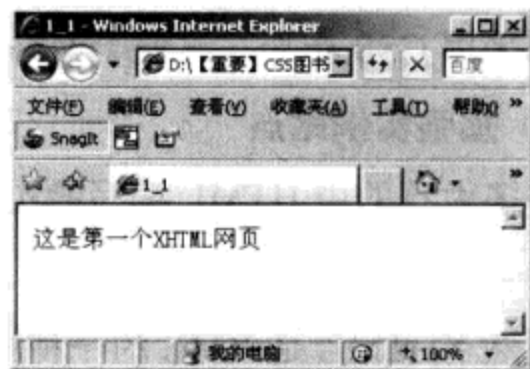 1_1 - Windows Internet Explorer
D:\【重要】CSS图书 百度
文件(F) 编辑(E) 查看(V) 收藏夹(A) 工具(T) 帮助(
SnagIt
1_1
这是第一个XHTML网页
我的电脑 100%